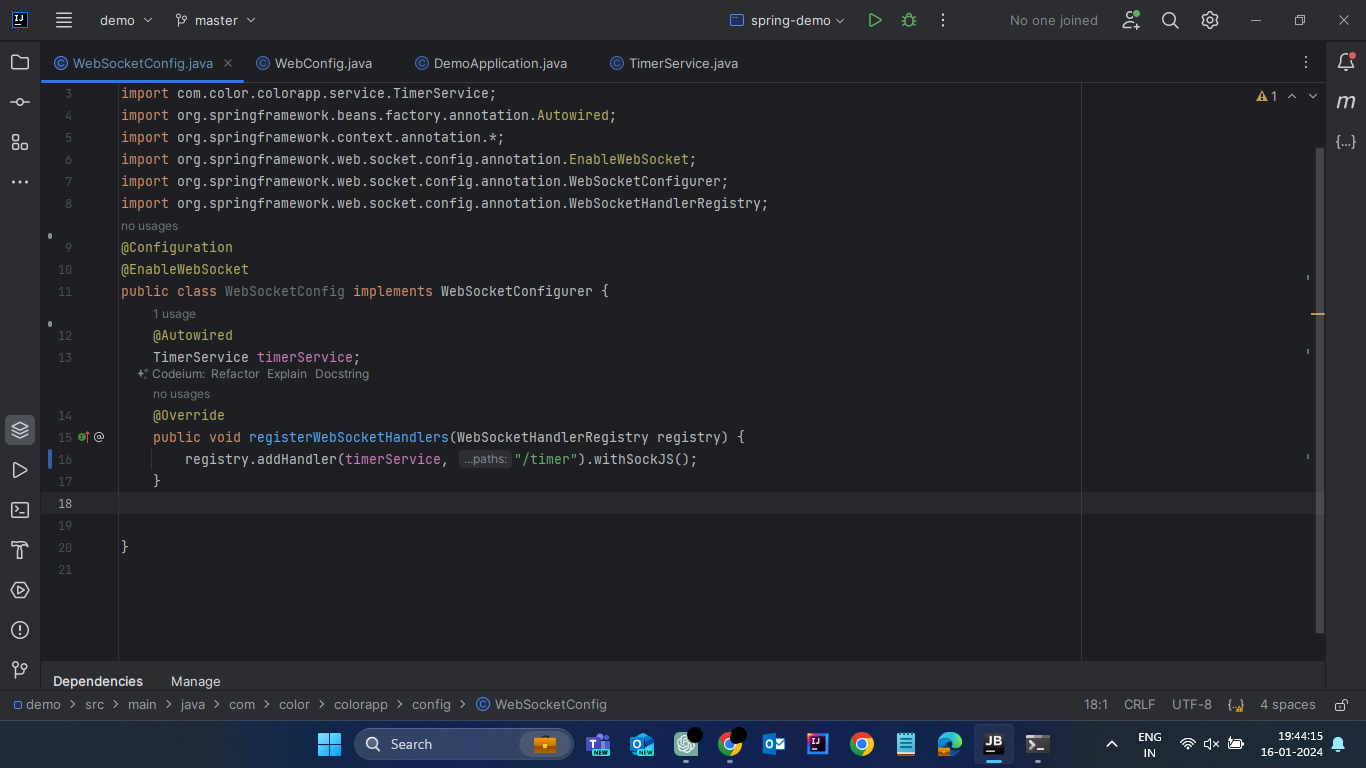 IJ demo master spring-demo No one joined
WebSocketConfig.java WebConfig.java DemoApplication.java TimerService.java
3 import com.color.colorapp.service.TimerService; 1
4 import org.springframework.beans.factory.annotation.Autowired;
5 import org.springframework.context.annotation.*;
6 import org.springframework.web.socket.config.annotation.EnableWebSocket;
7 import org.springframework.web.socket.config.annotation.WebSocketConfigurer;
8 import org.springframework.web.socket.config.annotation.WebSocketHandlerRegistry;
no usages
9 @Configuration
10 @EnableWebSocket
11 public class WebSocketConfig implements WebSocketConfigurer {
1 usage
12 @Autowired
13 TimerService timerService;
Codeium: Refactor Explain Docstring
no usages
14 @Override
15 public void registerWebSocketHandlers(WebSocketHandlerRegistry registry) {
16 registry.addHandler(timerService, ...paths: "/timer").withSockJS();
17 }
18
19
20 }
21
Dependencies Manage
demo > src > main > java > com > color > colorapp > config > WebSocketConfig 18:1 CRLF UTF-8 4 spaces
Search NEW NEW IJ JB ENG 19:44:15
IN 16-01-2024